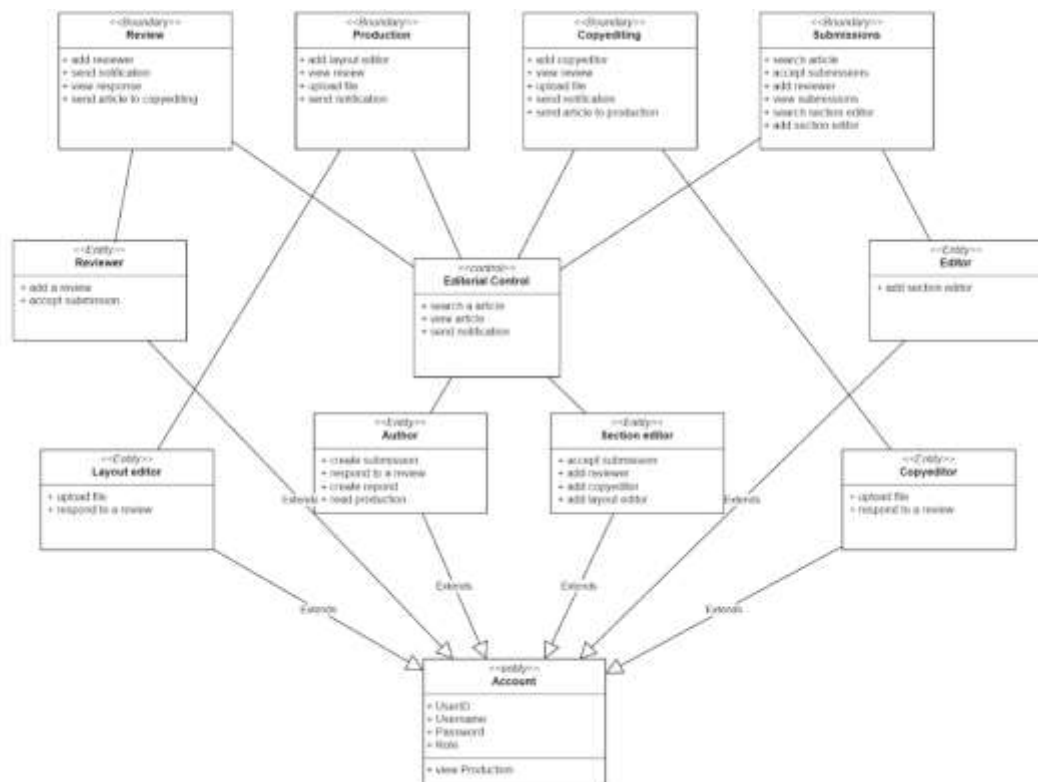 <<Boundary>>
Review
+ add reviewer
+ send notification
+ view response
+ send article to copyediting
<<Boundary>>
Production
+ add layout editor
+ view review
+ upload file
+ send notification
<<Boundary>>
Copyediting
+ add copyeditor
+ view review
+ upload file
+ send notification
+ send article to production
<<Boundary>>
Submissions
+ search article
+ accept submissions
+ add reviewer
+ view submissions
+ search section editor
+ add section editor
<<Entity>>
Reviewer
+ add a review
+ accept submission
<<control>>
Editorial Control
+ search a article
+ view article
+ send notification
<<Entity>>
Editor
+ add section editor
<<Entity>>
Layout editor
+ upload file
+ respond to a review
<<Entity>>
Author
+ create submission
+ respond to a review
+ create repond
+ read production
<<Entity>>
Section editor
+ accept submission
+ add reviewer
+ add copyeditor
+ add layout editor
<<Entity>>
Copyeditor
+ upload file
+ respond to a review
Extends
Extends
Extends
Extends
Extends
Extends
<<entity>>
Account
+ UserID
+ Username
+ Password
+ Role
+ view Production